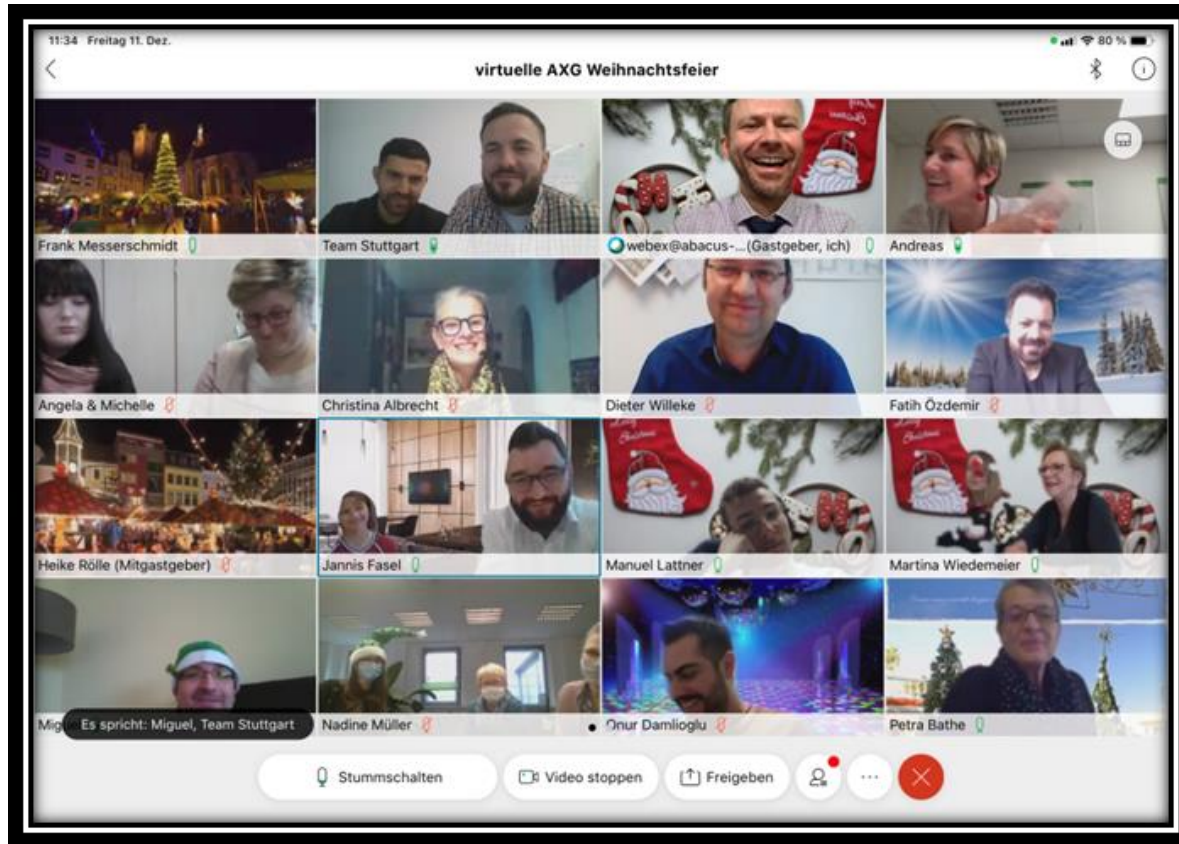 11:34 Freitag 11. Dez.
80 %
virtuelle AXG Weihnachtsfeier
Frank Messerschmidt
Team Stuttgart
webex@abacus-...(Gastgeber, ich)
Andreas
Angela & Michelle
Christina Albrecht
Dieter Willeke
Fatih Özdemir
Heike Rölle (Mitgastgeber)
Jannis Fasel
Manuel Lattner
Martina Wiedemeier
Es spricht: Miguel, Team Stuttgart
Nadine Müller
Onur Damlioglu
Petra Bathe
Stummschalten
Video stoppen
Freigeben